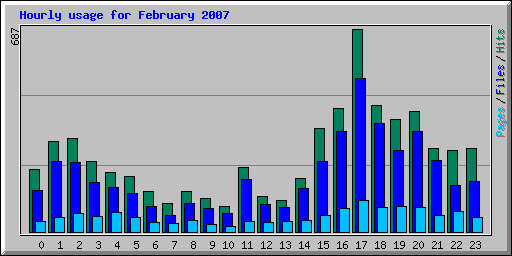 Hourly usage for February 2007
687
Pages / Files / Hits
0 1 2 3 4 5 6 7 8 9 10 11 12 13 14 15 16 17 18 19 20 21 22 23